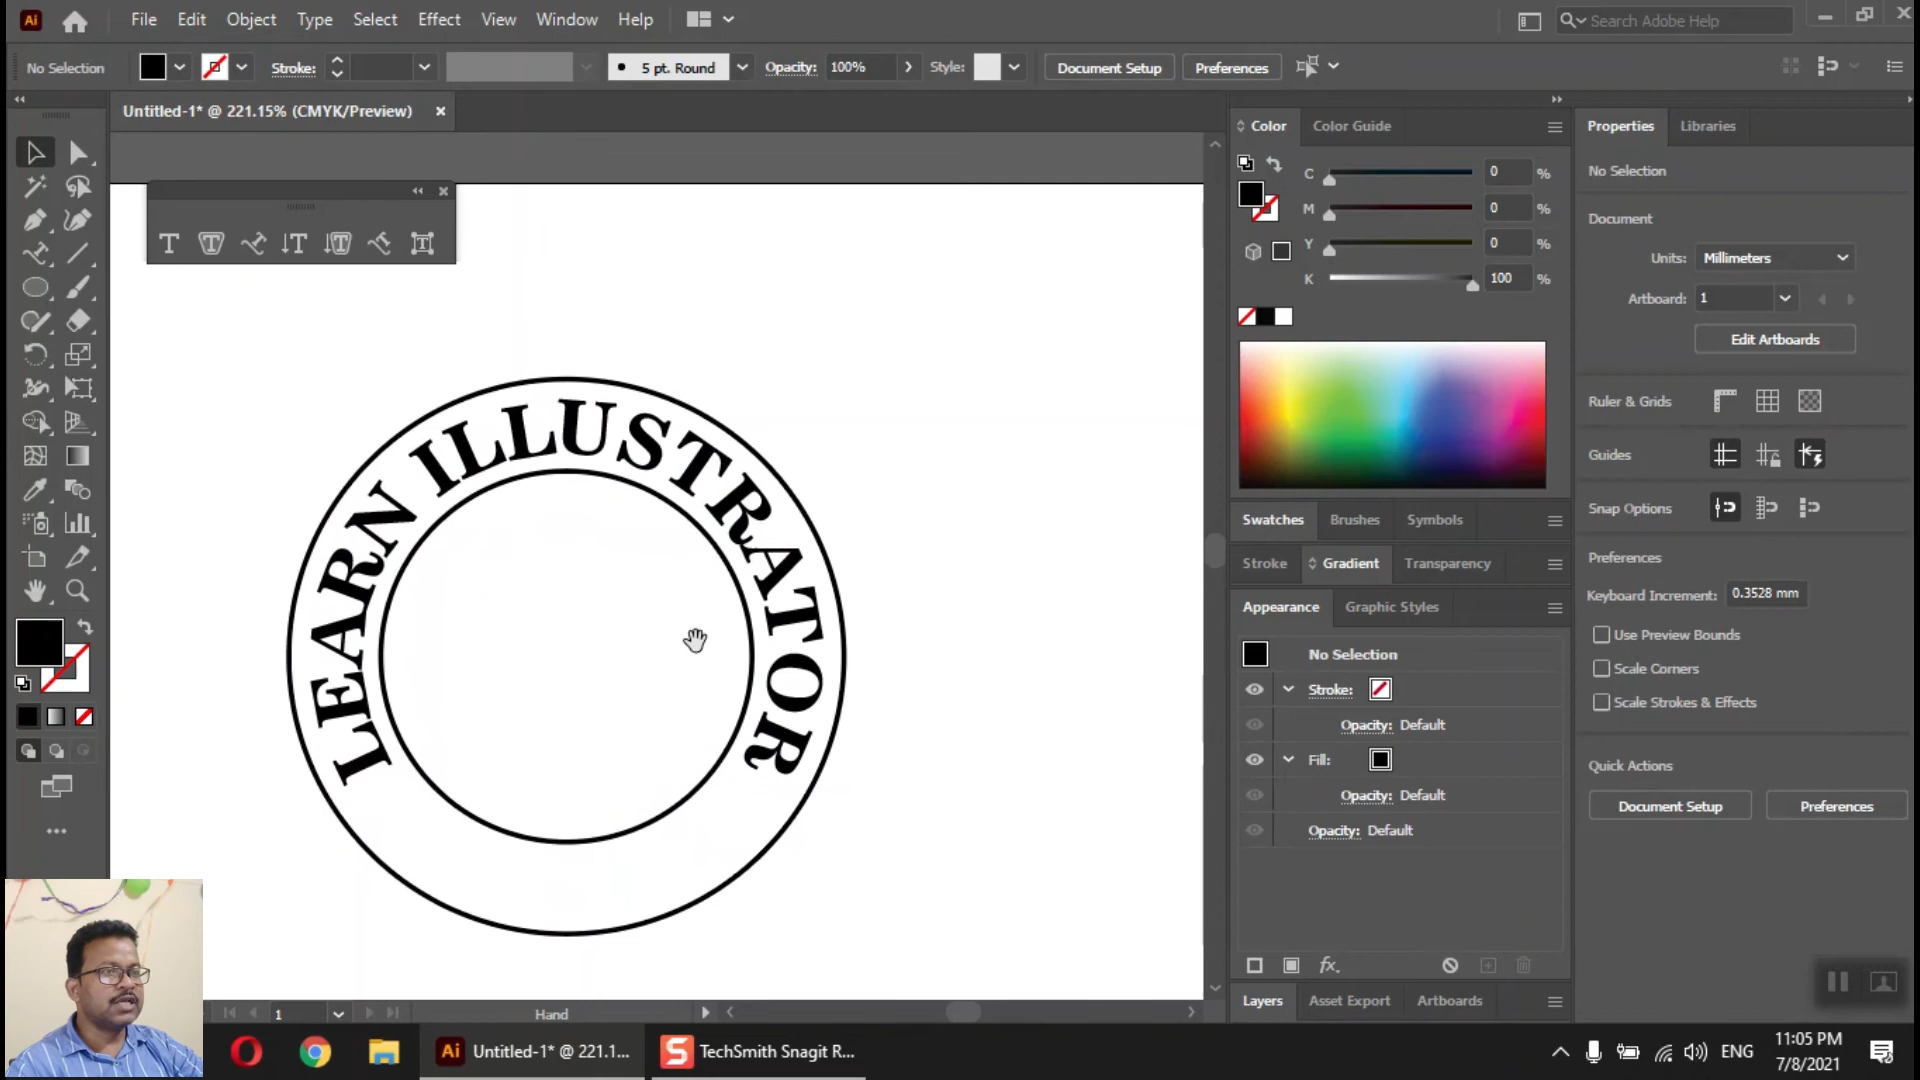 Ai File Edit Object Type Select Effect View Window Help Search Adobe Help
No Selection Stroke: 5 pt. Round Opacity: 100% Style: Document Setup Preferences
Untitled-1* @ 221.15% (CMYK/Preview)
Color Color Guide
C 0 %
M 0 %
Y 0 %
K 100 %
Swatches Brushes Symbols
Stroke Gradient Transparency
Appearance Graphic Styles
No Selection
Stroke:
Opacity: Default
Fill:
Opacity: Default
Opacity: Default
fx.
Layers Asset Export Artboards
Properties Libraries
No Selection
Document
Units: Millimeters
Artboard: 1
Edit Artboards
Ruler & Grids
Guides
Snap Options
Preferences
Keyboard Increment: 0.3528 mm
Use Preview Bounds
Scale Corners
Scale Strokes & Effects
Quick Actions
Document Setup Preferences
LEARN ILLUSTRATOR
1 Hand
Ai Untitled-1* @ 221.1... S TechSmith Snagit R...
ENG 11:05 PM
7/8/2021